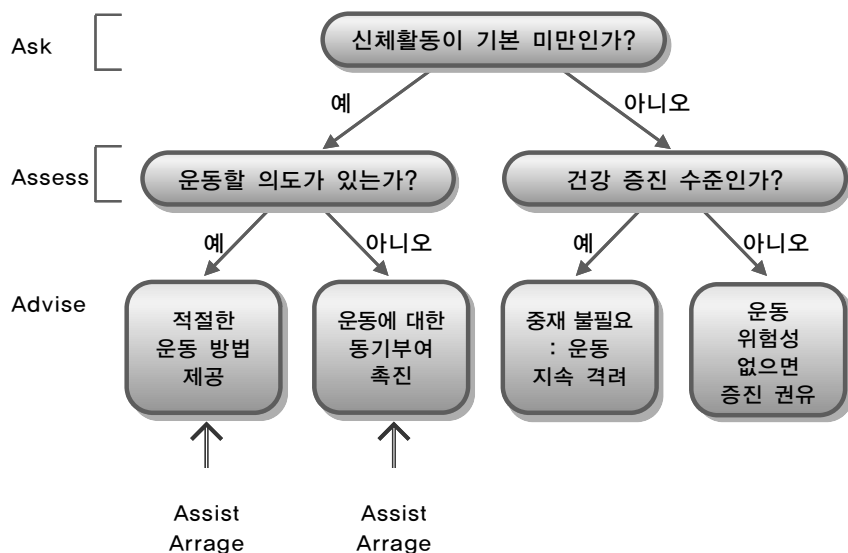 Ask
신체활동이 기본 미만인가?
예
아니오
Assess
운동할 의도가 있는가?
건강 증진 수준인가?
예
아니오
예
아니오
Advise
적절한
운동 방법
제공
운동에 대한
동기부여
촉진
중재 불필요
: 운동
지속 격려
운동
위험성
없으면
증진 권유
Assist
Arrage
Assist
Arrage